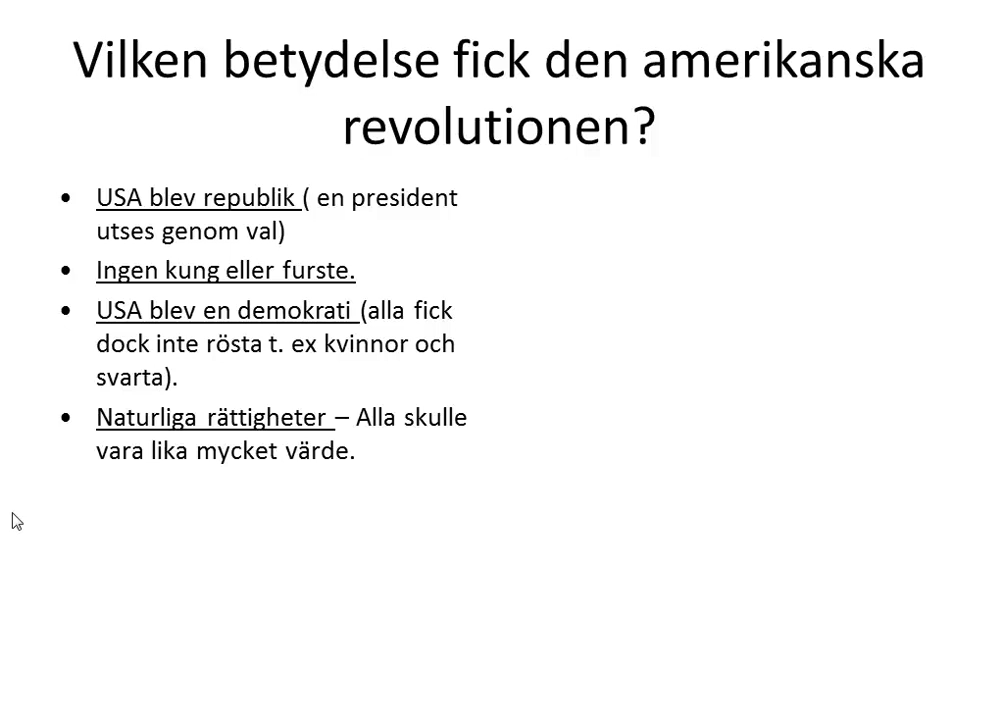 Vilken betydelse fick den amerikanska
revolutionen?
• USA blev republik ( en president
utses genom val)
• Ingen kung eller furste.
• USA blev en demokrati (alla fick
dock inte rösta t. ex kvinnor och
svarta).
• Naturliga rättigheter – Alla skulle
vara lika mycket värde.